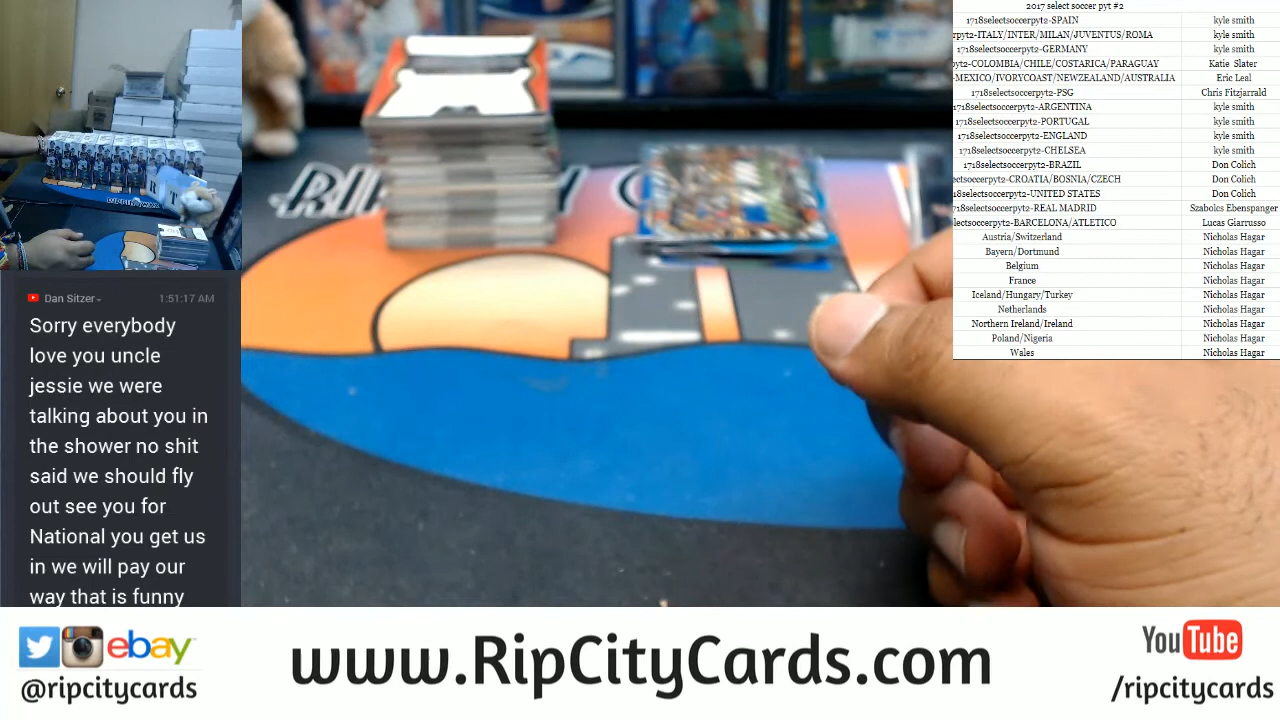 2017 select soccer pyt #2
1718selectsoccerpyt2-SPAIN kyle smith
rpyt2-ITALY/INTER/MILAN/JUVENTUS/ROMA kyle smith
1718selectsoccerpyt2-GERMANY kyle smith
pyt2-COLOMBIA/CHILE/COSTARICA/PARAGUAY Katie Slater
-MEXICO/IVORYCOAST/NEWZEALAND/AUSTRALIA Eric Leal
1718selectsoccerpyt2-PSG Chris Fitzjarrald
1718selectsoccerpyt2-ARGENTINA kyle smith
1718selectsoccerpyt2-PORTUGAL kyle smith
1718selectsoccerpyt2-ENGLAND kyle smith
1718selectsoccerpyt2-CHELSEA kyle smith
1718selectsoccerpyt2-BRAZIL Don Colich
ectsoccerpyt2-CROATIA/BOSNIA/CZECH Don Colich
18selectsoccerpyt2-UNITED STATES Don Colich
718selectsoccerpyt2-REAL MADRID Szabolcs Ebenspanger
electsoccerpyt2-BARCELONA/ATLETICO Lucas Giarrusso
Austria/Switzerland Nicholas Hagar
Bayern/Dortmund Nicholas Hagar
Belgium Nicholas Hagar
France Nicholas Hagar
Iceland/Hungary/Turkey Nicholas Hagar
Netherlands Nicholas Hagar
Northern Ireland/Ireland Nicholas Hagar
Poland/Nigeria Nicholas Hagar
Wales Nicholas Hagar
Dan Sitzer 1:51:17 AM
Sorry everybody
love you uncle
jessie we were
talking about you in
the shower no shit
said we should fly
out see you for
National you get us
in we will pay our
way that is funny
ebay
@ripcitycards
www.RipCityCards.com
YouTube
/ripcitycards